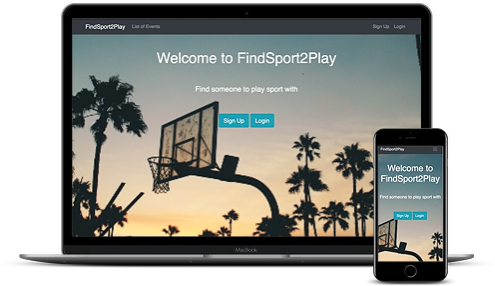 FindSport2Play List of Events Sign Up Login
Welcome to FindSport2Play
Find someone to play sport with
Sign Up Login
MacBook
FindSport2Play
Welcome to
FindSport2Play
Find someone to play sport with
Sign Up Login